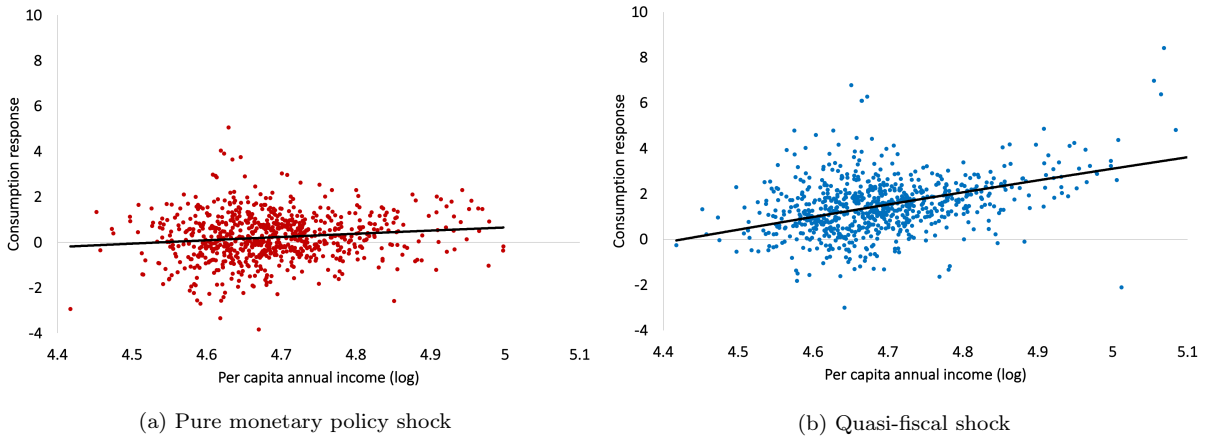 10
8
6
4
2
0
-2
-4
Consumption response
4.4 4.5 4.6 4.7 4.8 4.9 5 5.1
Per capita annual income (log)
(a) Pure monetary policy shock
10
8
6
4
2
0
-2
-4
Consumption response
4.4 4.5 4.6 4.7 4.8 4.9 5 5.1
Per capita annual income (log)
(b) Quasi-fiscal shock